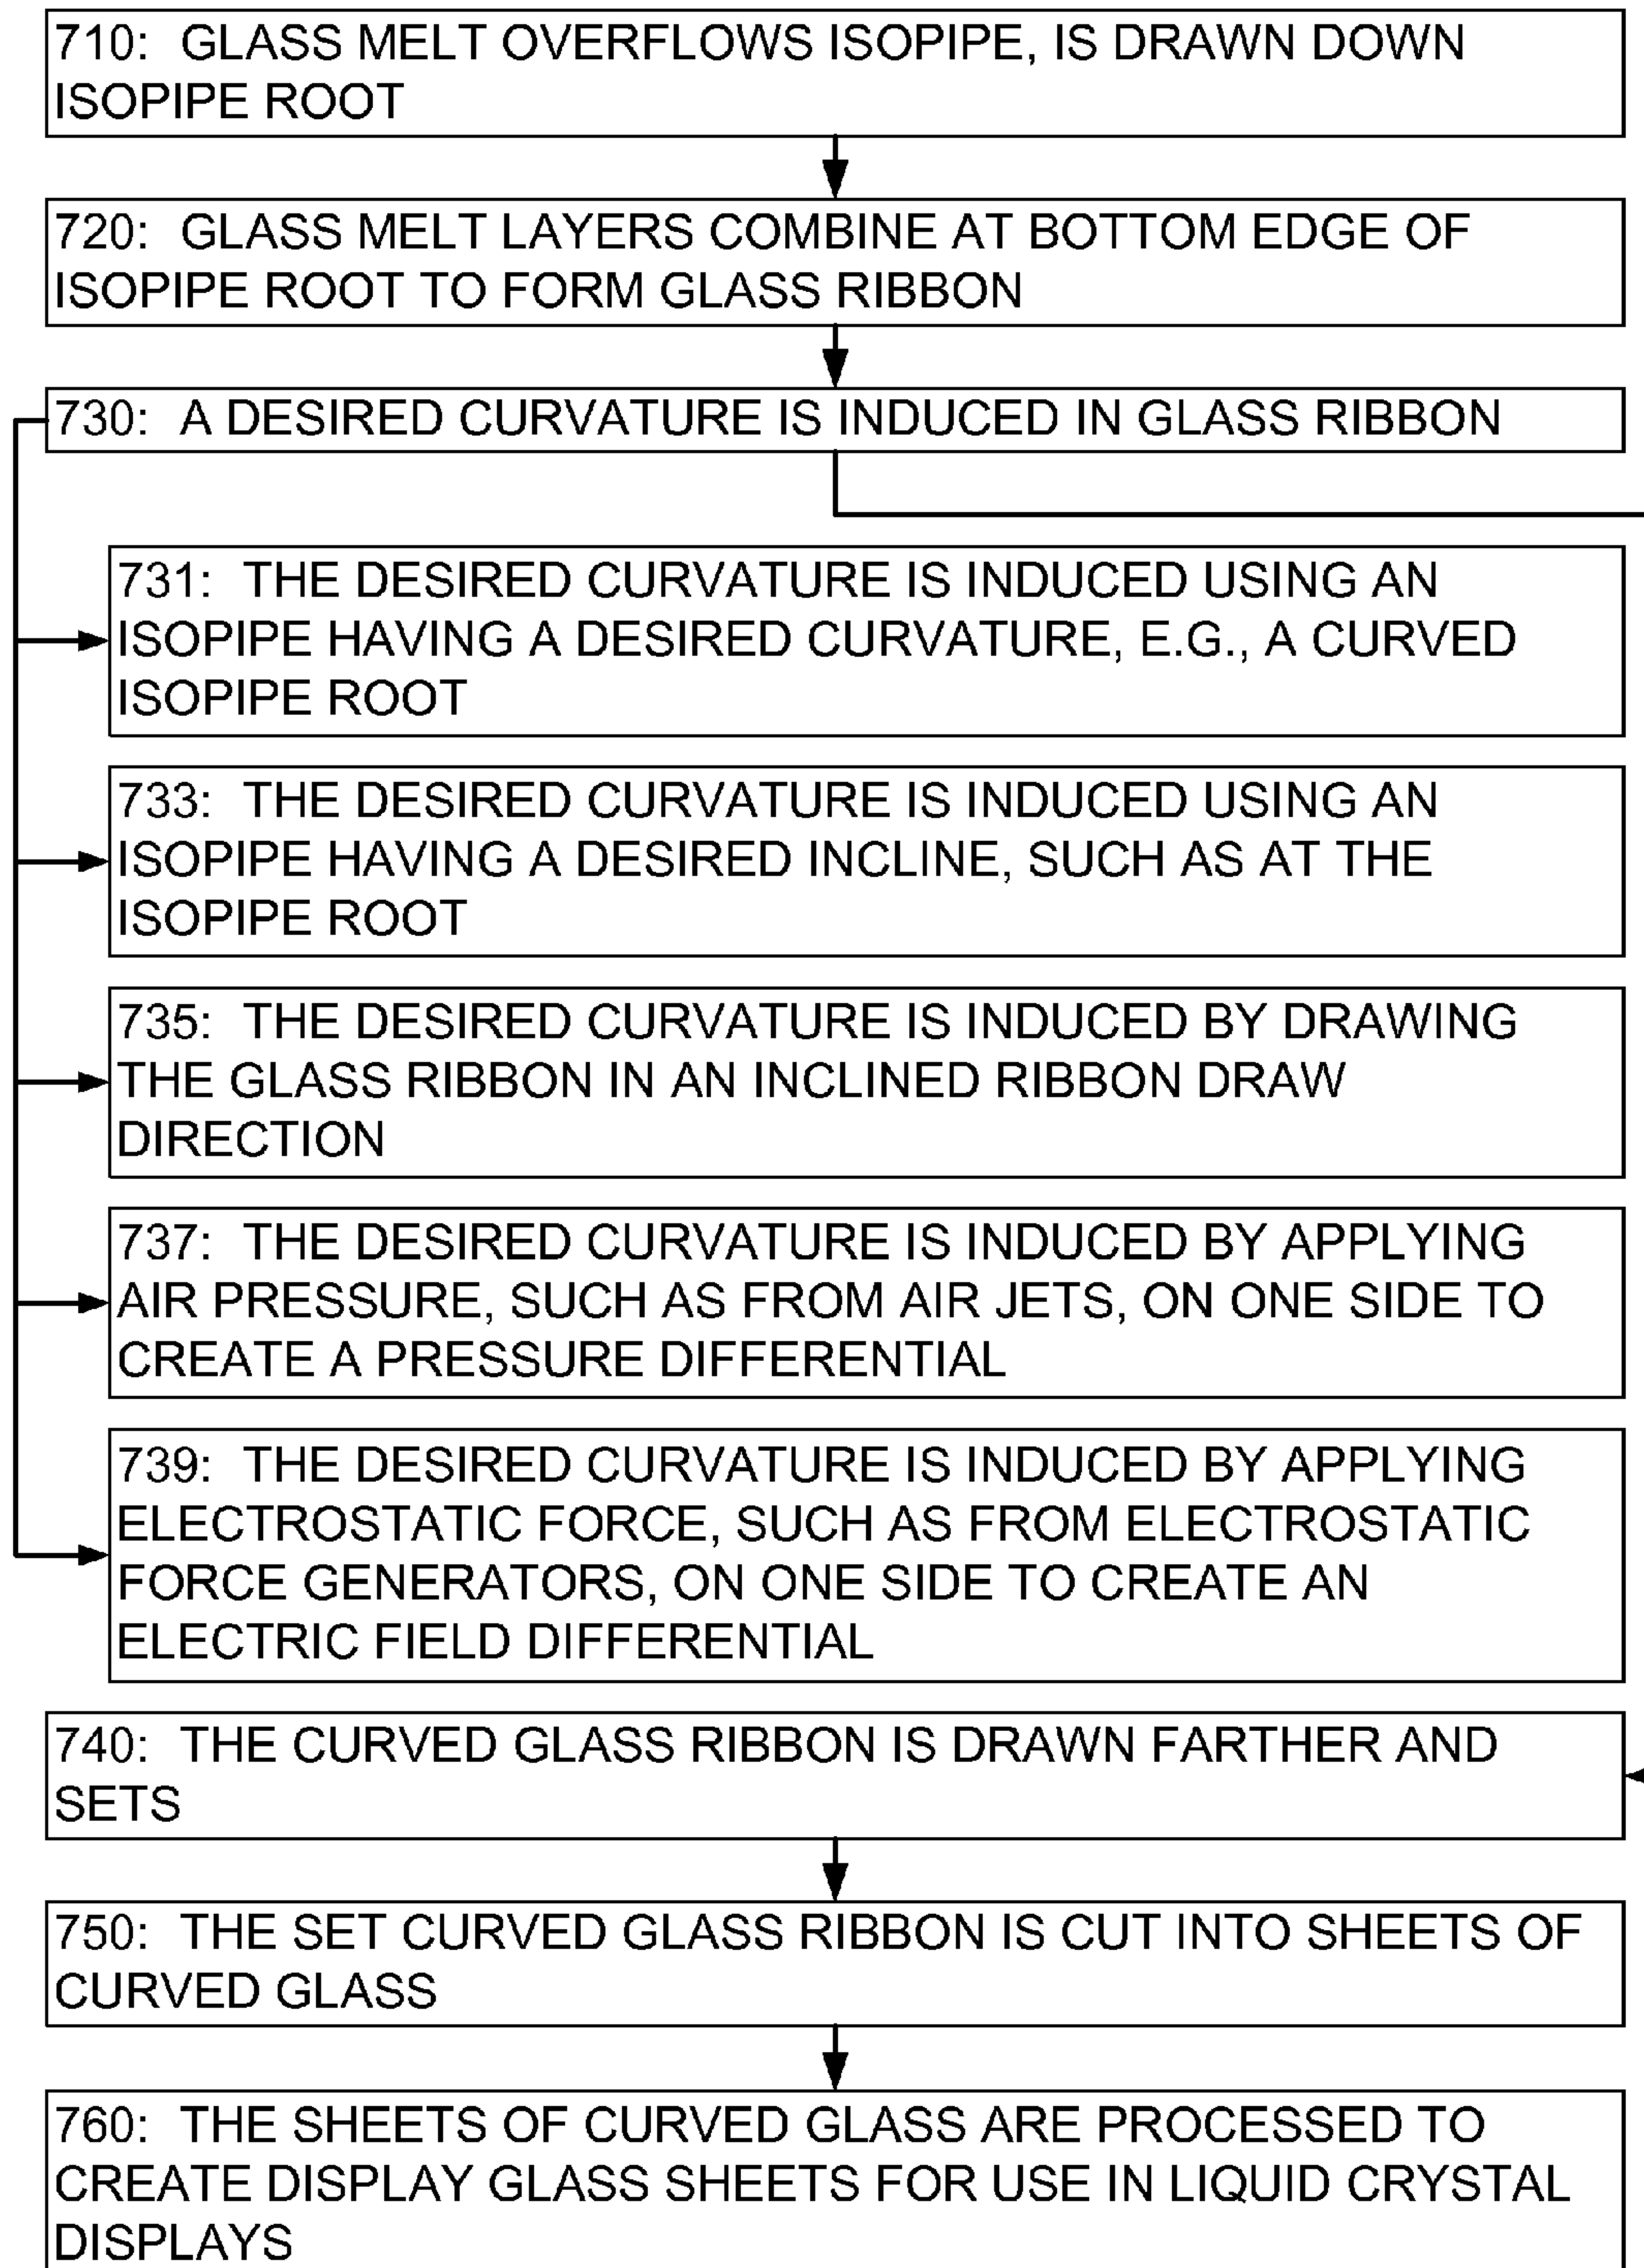 710: GLASS MELT OVERFLOWS ISOPIPE, IS DRAWN DOWN
ISOPIPE ROOT
720: GLASS MELT LAYERS COMBINE AT BOTTOM EDGE OF
ISOPIPE ROOT TO FORM GLASS RIBBON
730: A DESIRED CURVATURE IS INDUCED IN GLASS RIBBON
731: THE DESIRED CURVATURE IS INDUCED USING AN
ISOPIPE HAVING A DESIRED CURVATURE, E.G., A CURVED
ISOPIPE ROOT
733: THE DESIRED CURVATURE IS INDUCED USING AN
ISOPIPE HAVING A DESIRED INCLINE, SUCH AS AT THE
ISOPIPE ROOT
735: THE DESIRED CURVATURE IS INDUCED BY DRAWING
THE GLASS RIBBON IN AN INCLINED RIBBON DRAW
DIRECTION
737: THE DESIRED CURVATURE IS INDUCED BY APPLYING
AIR PRESSURE, SUCH AS FROM AIR JETS, ON ONE SIDE TO
CREATE A PRESSURE DIFFERENTIAL
739: THE DESIRED CURVATURE IS INDUCED BY APPLYING
ELECTROSTATIC FORCE, SUCH AS FROM ELECTROSTATIC
FORCE GENERATORS, ON ONE SIDE TO CREATE AN
ELECTRIC FIELD DIFFERENTIAL
740: THE CURVED GLASS RIBBON IS DRAWN FARTHER AND
SETS
750: THE SET CURVED GLASS RIBBON IS CUT INTO SHEETS OF
CURVED GLASS
760: THE SHEETS OF CURVED GLASS ARE PROCESSED TO
CREATE DISPLAY GLASS SHEETS FOR USE IN LIQUID CRYSTAL
DISPLAYS